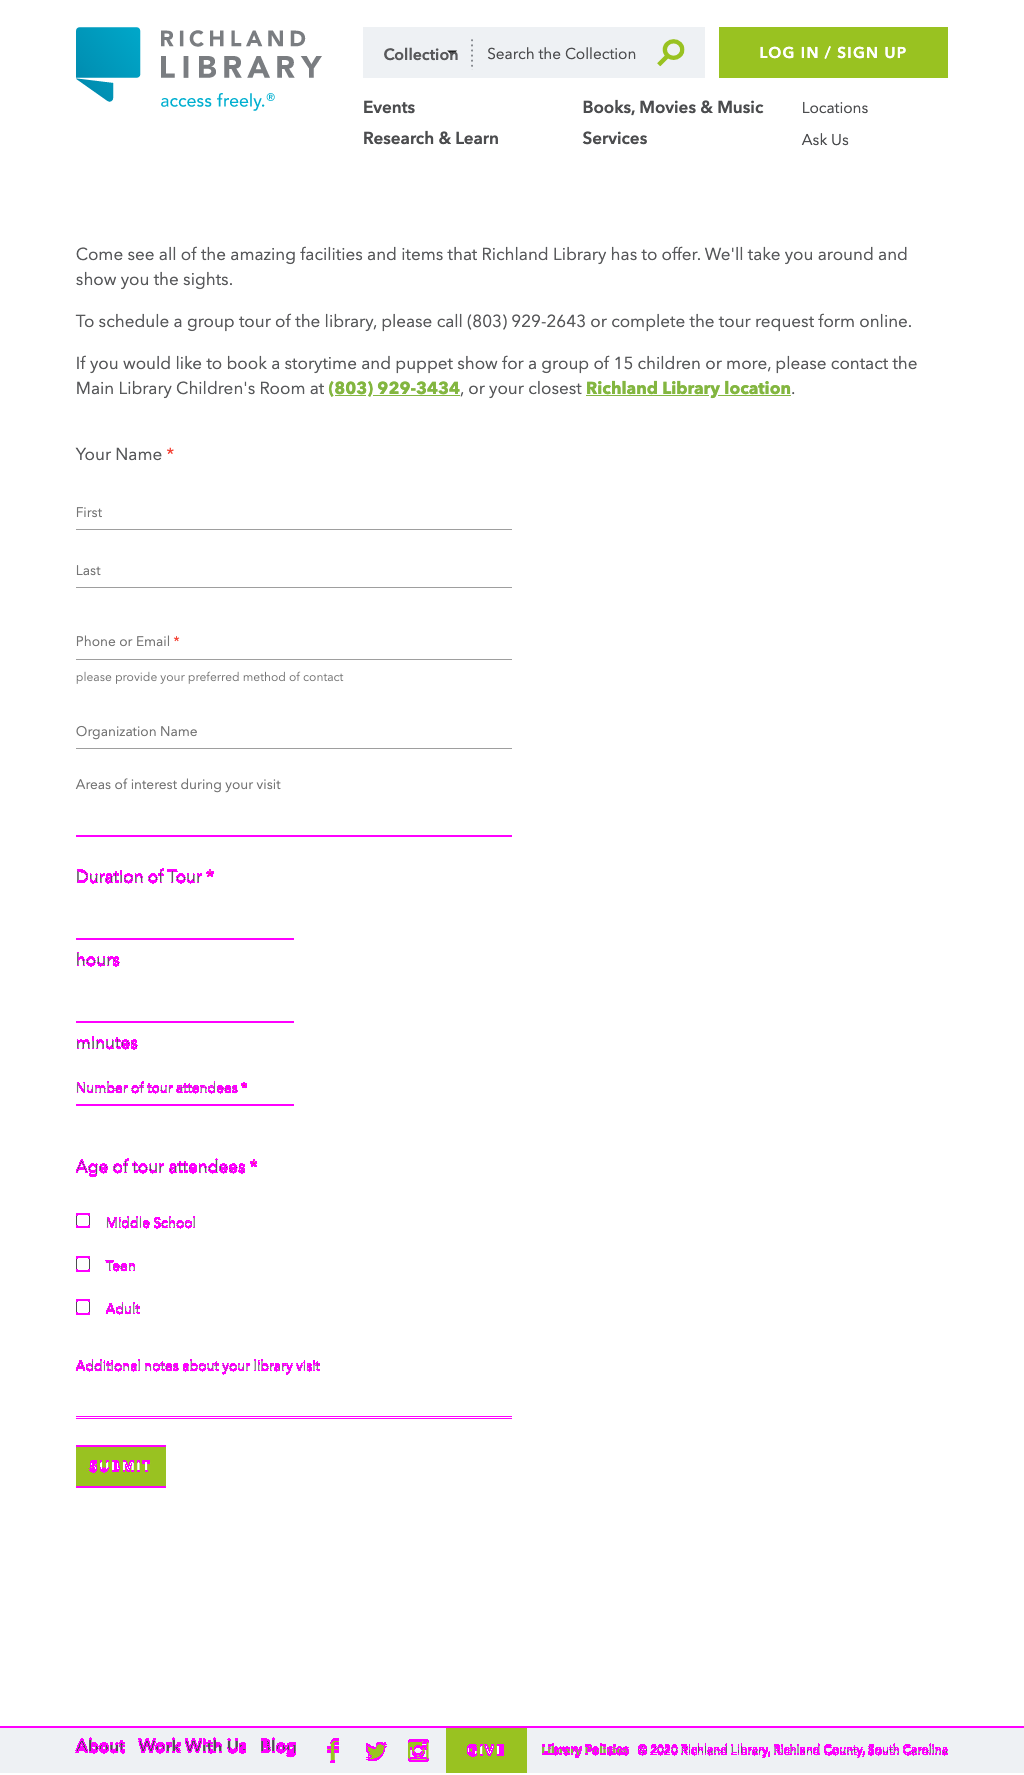 RICHLAND
LIBRARY
access freely.®
Collection
Search the Collection
LOG IN / SIGN UP
Events
Books, Movies & Music
Locations
Research & Learn
Services
Ask Us
Come see all of the amazing facilities and items that Richland Library has to offer. We'll take you around and
show you the sights.
To schedule a group tour of the library, please call (803) 929-2643 or complete the tour request form online.
If you would like to book a storytime and puppet show for a group of 15 children or more, please contact the
Main Library Children's Room at (803) 929-3434, or your closest Richland Library location.
Your Name *
First
Last
Phone or Email *
please provide your preferred method of contact
Organization Name
Areas of interest during your visit
Duration of Tour *
hours
minutes
Number of tour attendees *
Age of tour attendees *
Middle School
Teen
Adult
Additional notes about your library visit
SUBMIT
About Work With Us Blog GIVE Library Policies © 2020 Richland Library, Richland County, South Carolina